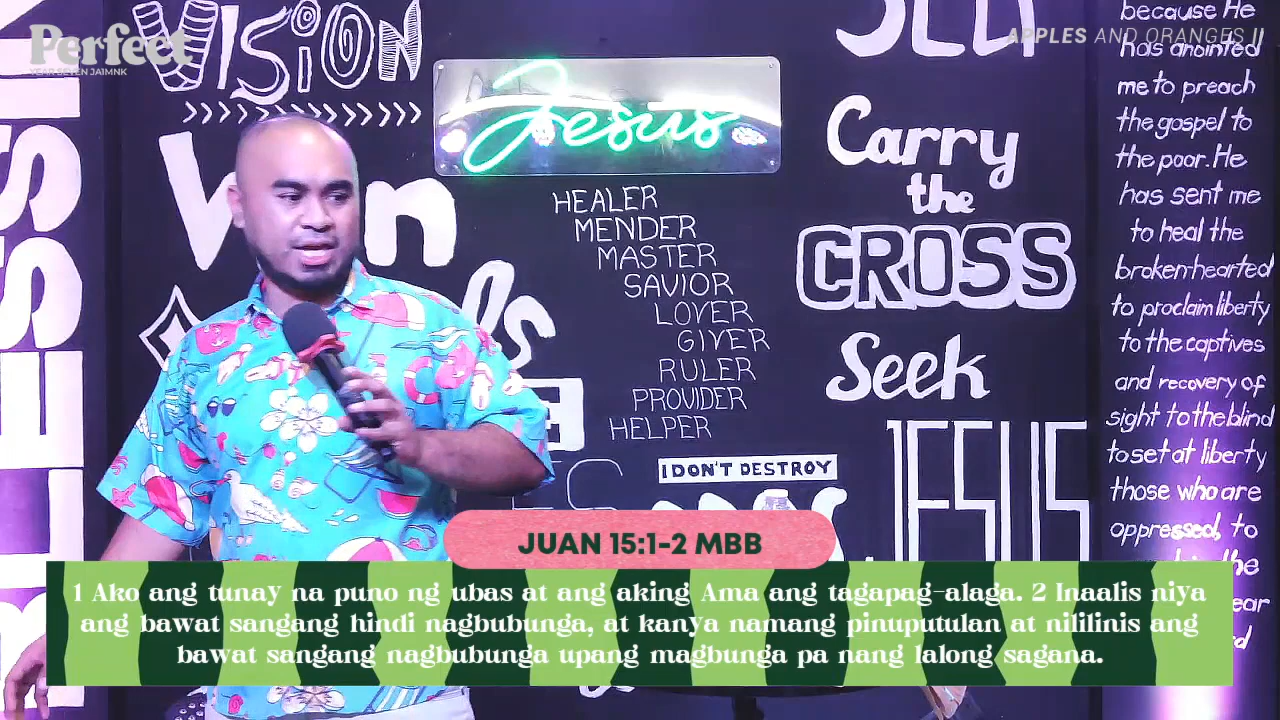 Perfect
YEAR SEVEN JA1MNK
APPLES AND ORANGES ||
VISION
Jesus
HEALER
MENDER
MASTER
SAVIOR
LOVER
GIVER
RULER
PROVIDER
HELPER
I DON'T DESTROY
Carry
the
CROSS
Seek
JESUS
because He
has anointed
me to preach
the gospel to
the poor. He
has sent me
to heal the
broken-hearted
to proclaim liberty
to the captives
and recovery of
sight to the blind
to set at liberty
those who are
oppressed, to
JUAN 15:1-2 MBB
1 Ako ang tunay na puno ng ubas at ang aking Ama ang tagapag-alaga. 2 Inaalis niya
ang bawat sangang hindi nagbubunga, at kanya namang pinuputulan at nililinis ang
bawat sangang nagbubunga upang magbunga pa nang lalong sagana.